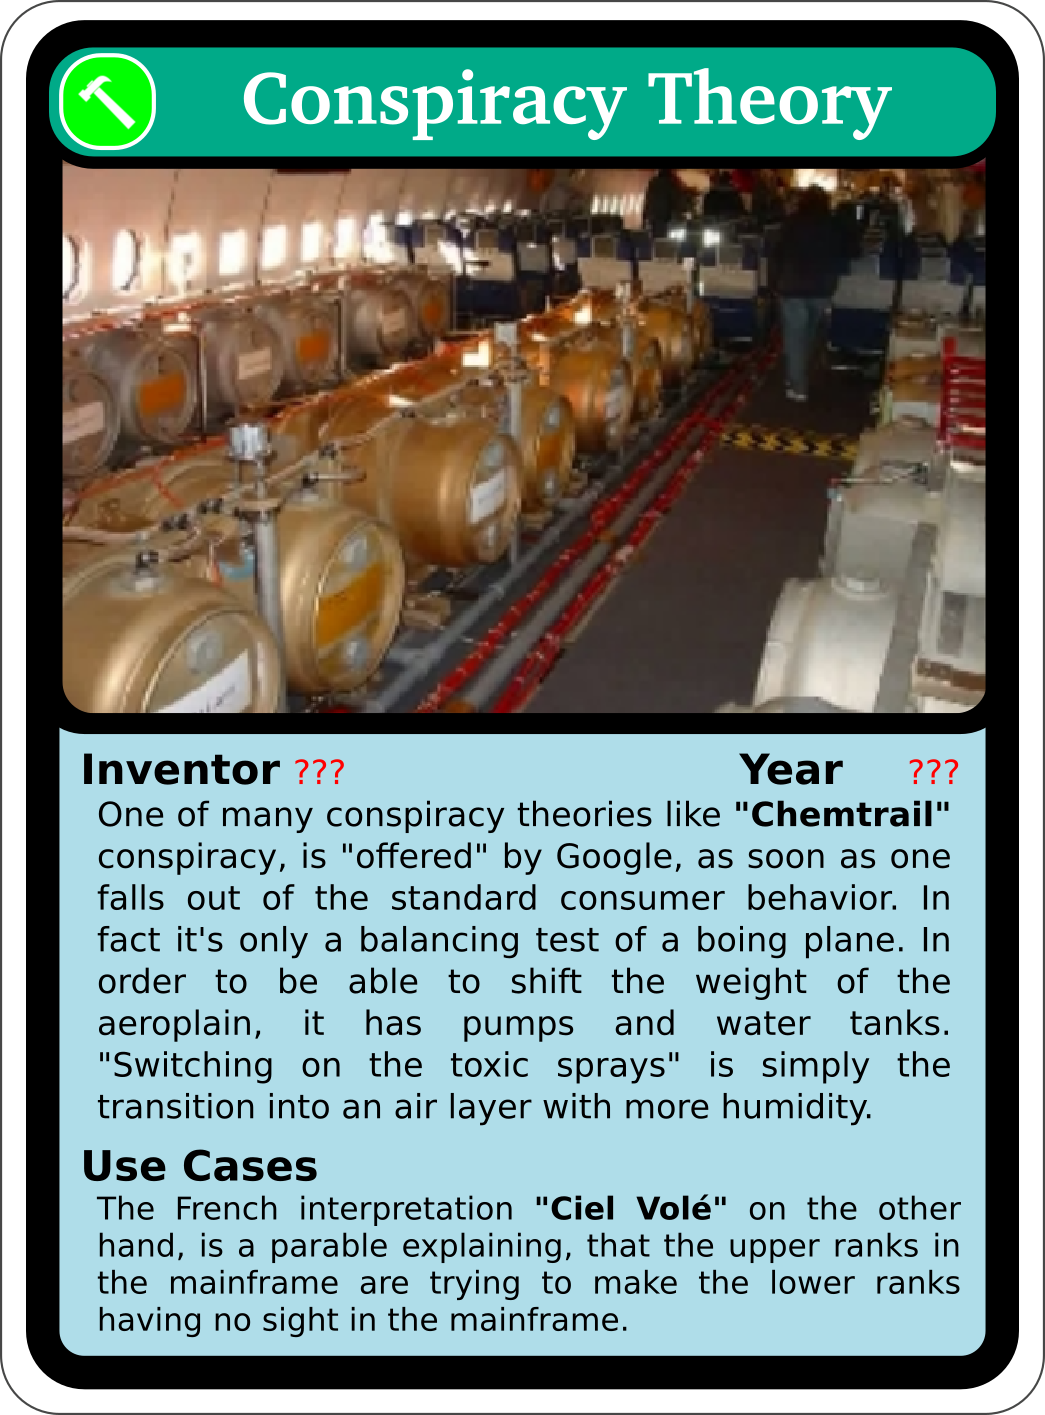 Conspiracy Theory
Inventor ??? Year ???
One of many conspiracy theories like "Chemtrail"
conspiracy, is "offered" by Google, as soon as one
falls out of the standard consumer behavior. In
fact it's only a balancing test of a boing plane. In
order to be able to shift the weight of the
aeroplain, it has pumps and water tanks.
"Switching on the toxic sprays" is simply the
transition into an air layer with more humidity.
Use Cases
The French interpretation "Ciel Volé" on the other
hand, is a parable explaining, that the upper ranks in
the mainframe are trying to make the lower ranks
having no sight in the mainframe.